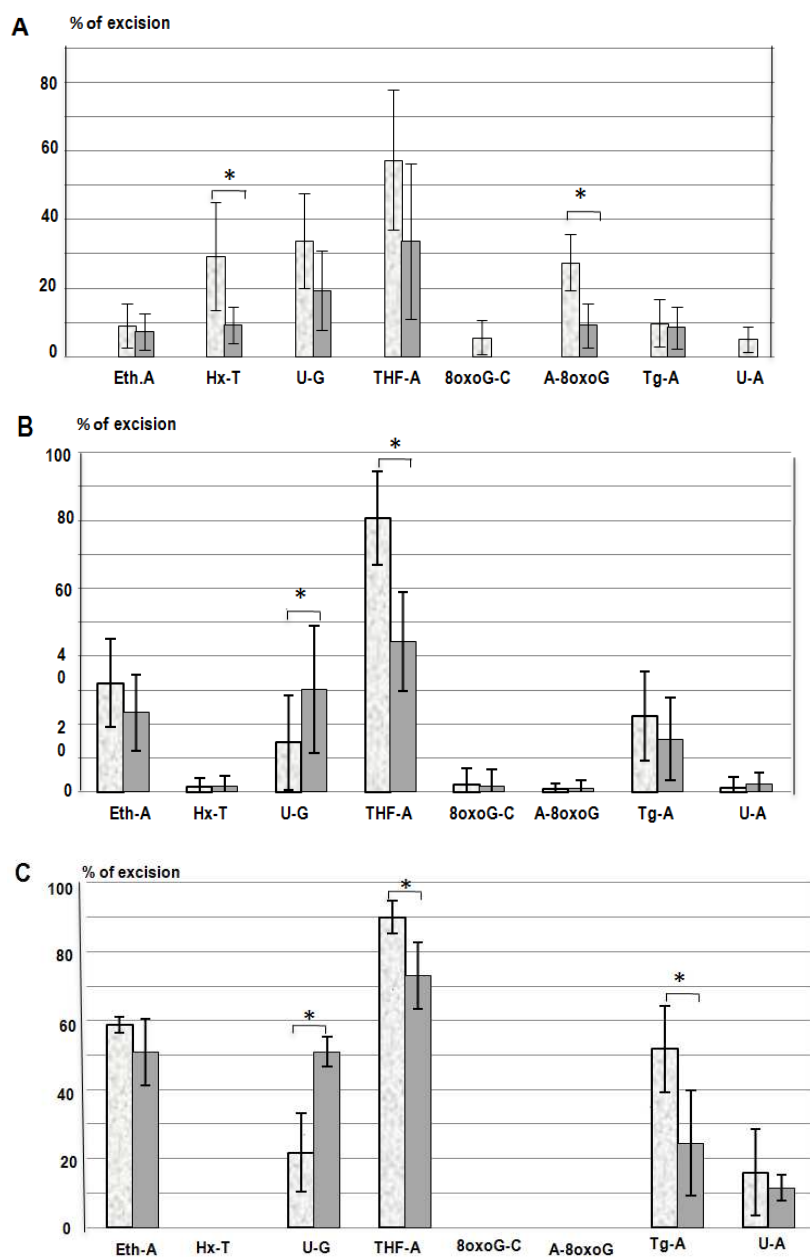 A
% of excision
80
*
*
60
40
20
0
Eth.A Hx-T U-G THF-A 8oxoG-C A-8oxoG Tg-A U-A
B
% of excision
100
*
80
60
*
4
0
2
0
0
Eth-A Hx-T U-G THF-A 8oxoG-C A-8oxoG Tg-A U-A
C
% of excision
100
*
80
*
60
*
40
20
0
Eth-A Hx-T U-G THF-A 8oxoG-C A-8oxoG Tg-A U-A